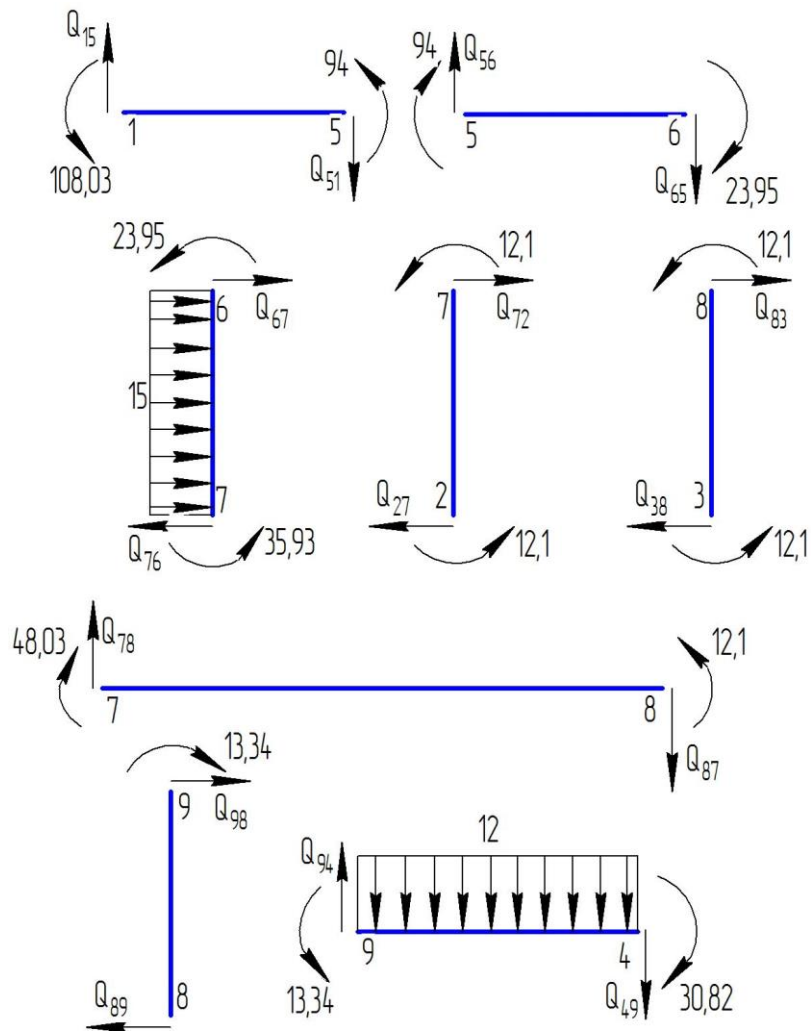 Q15 94 94 Q56
1 5 5 6
108,03 Q51 Q65 23,95
23,95 12,1 12,1
6 Q67 7 Q72 8 Q83
15
7 Q27 2 Q38 3
Q76 35,93 12,1 12,1
48,03 Q78 12,1
7 8
13,34 Q87
9 Q98
12
Q94
9 4
Q89 8 13,34 Q49 30,82